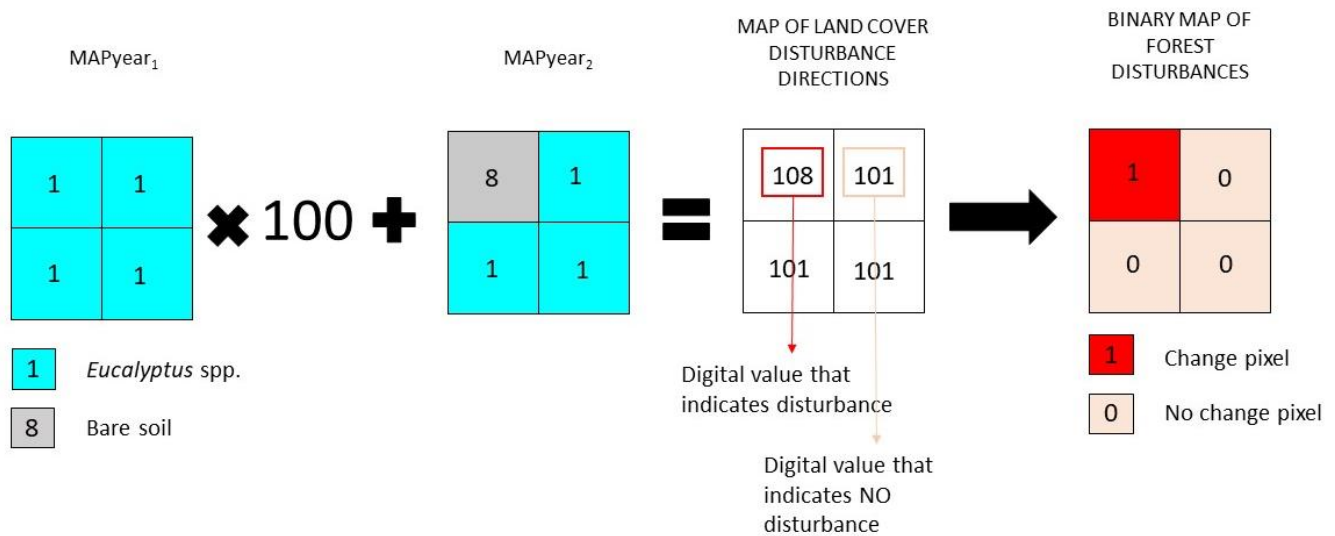 MAPyear₁
MAPyear₂
MAP OF LAND COVER
DISTURBANCE
DIRECTIONS
BINARY MAP OF
FOREST
DISTURBANCES
1 1
1 1
✖ 100 ✚
8 1
1 1
=
108 101
101 101
1 0
0 0
1 Eucalyptus spp.
8 Bare soil
Digital value that
indicates disturbance
Digital value that
indicates NO
disturbance
1 Change pixel
0 No change pixel